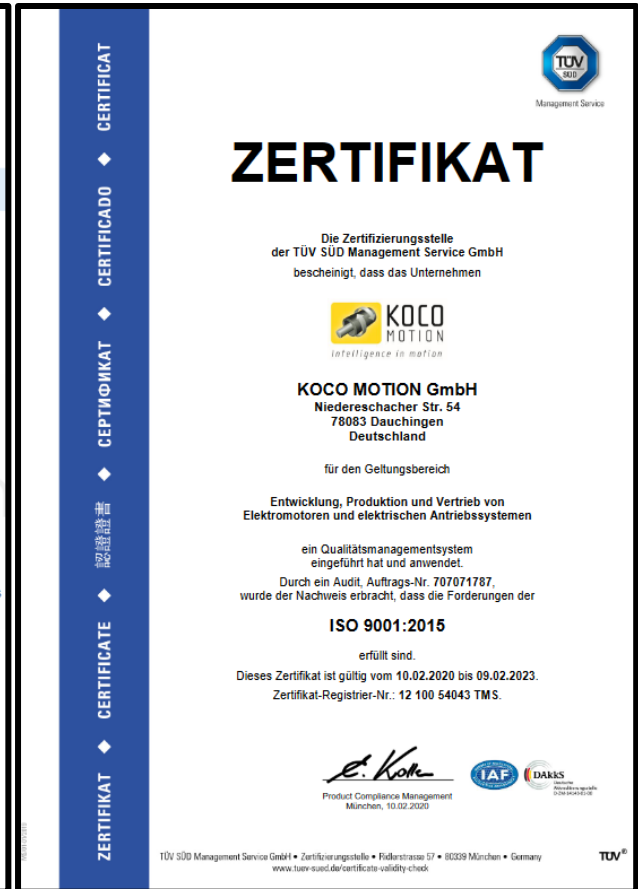 ZERTIFIKAT ◆ CERTIFICATE ◆ 認證證書 ◆ СЕРТИФИКАТ ◆ CERTIFICADO ◆ CERTIFICAT
TÜV
SÜD
Management Service
ZERTIFIKAT
Die Zertifizierungsstelle
der TÜV SÜD Management Service GmbH
bescheinigt, dass das Unternehmen
KOCO
MOTION
intelligence in motion
KOCO MOTION GmbH
Niedereschacher Str. 54
78083 Dauchingen
Deutschland
für den Geltungsbereich
Entwicklung, Produktion und Vertrieb von
Elektromotoren und elektrischen Antriebssystemen
ein Qualitätsmanagementsystem
eingeführt hat und anwendet.
Durch ein Audit, Auftrags-Nr. 707071787,
wurde der Nachweis erbracht, dass die Forderungen der
ISO 9001:2015
erfüllt sind.
Dieses Zertifikat ist gültig vom 10.02.2020 bis 09.02.2023.
Zertifikat-Registrier-Nr.: 12 100 54043 TMS.
Product Compliance Management
München, 10.02.2020
IAF
DAkkS
Deutsche
Akkreditierungsstelle
TÜV SÜD Management Service GmbH • Zertifizierungsstelle • Ridlerstrasse 57 • 80339 München • Germany
www.tuev-sued.de/certificate-validity-check
TÜV®